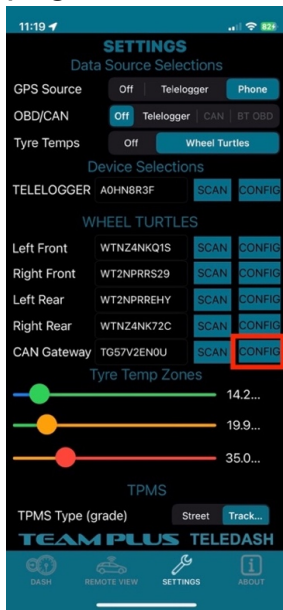 11:19 82
SETTINGS
Data Source Selections
GPS Source Off Telelogger Phone
OBD/CAN Off Telelogger CAN BT OBD
Tyre Temps Off Wheel Turtles
Device Selections
TELELOGGER A0HN8R3F SCAN CONFIG
WHEEL TURTLES
Left Front WTNZ4NKQ1S SCAN CONFIG
Right Front WT2NPRRS29 SCAN CONFIG
Left Rear WT2NPRREHY SCAN CONFIG
Right Rear WTNZ4NK72C SCAN CONFIG
CAN Gateway TG57V2EN0U SCAN CONFIG
Tyre Temp Zones
14.2...
19.9...
35.0...
TPMS
TPMS Type (grade) Street Track...
TEAM PLUS TELEDASH
DASH REMOTE VIEW SETTINGS ABOUT